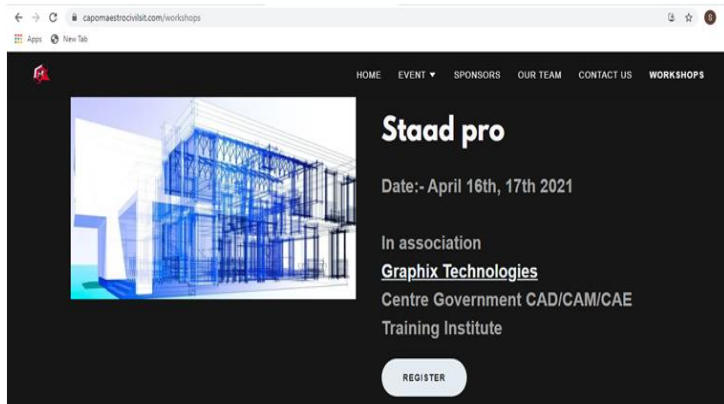 capomaestrocivilsit.com/workshops
S
Apps New Tab
HOME EVENT ▼ SPONSORS OUR TEAM CONTACT US WORKSHOPS
Staad pro
Date:- April 16th, 17th 2021
In association
Graphix Technologies
Centre Government CAD/CAM/CAE
Training Institute
REGISTER